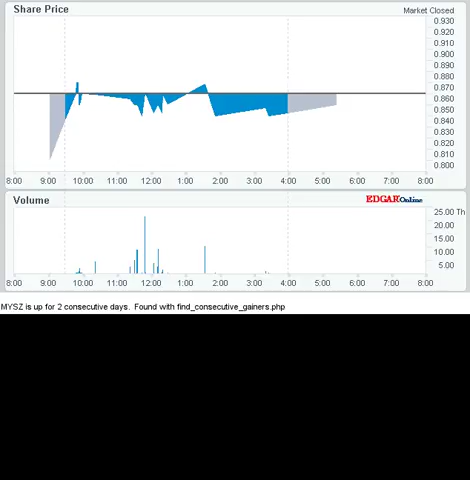 Share Price
Market Closed
0.930
0.920
0.910
0.900
0.890
0.880
0.870
0.860
0.850
0.840
0.830
0.820
0.810
0.800
8:00 9:00 10:00 11:00 12:00 1:00 2:00 3:00 4:00 5:00 6:00 7:00 8:00
Volume
EDGAR Online
25.00 Th
20.00
15.00
10.00
5.00
8:00 9:00 10:00 11:00 12:00 1:00 2:00 3:00 4:00 5:00 6:00 7:00 8:00
MYSZ is up for 2 consecutive days. Found with find_consecutive_gainers.php